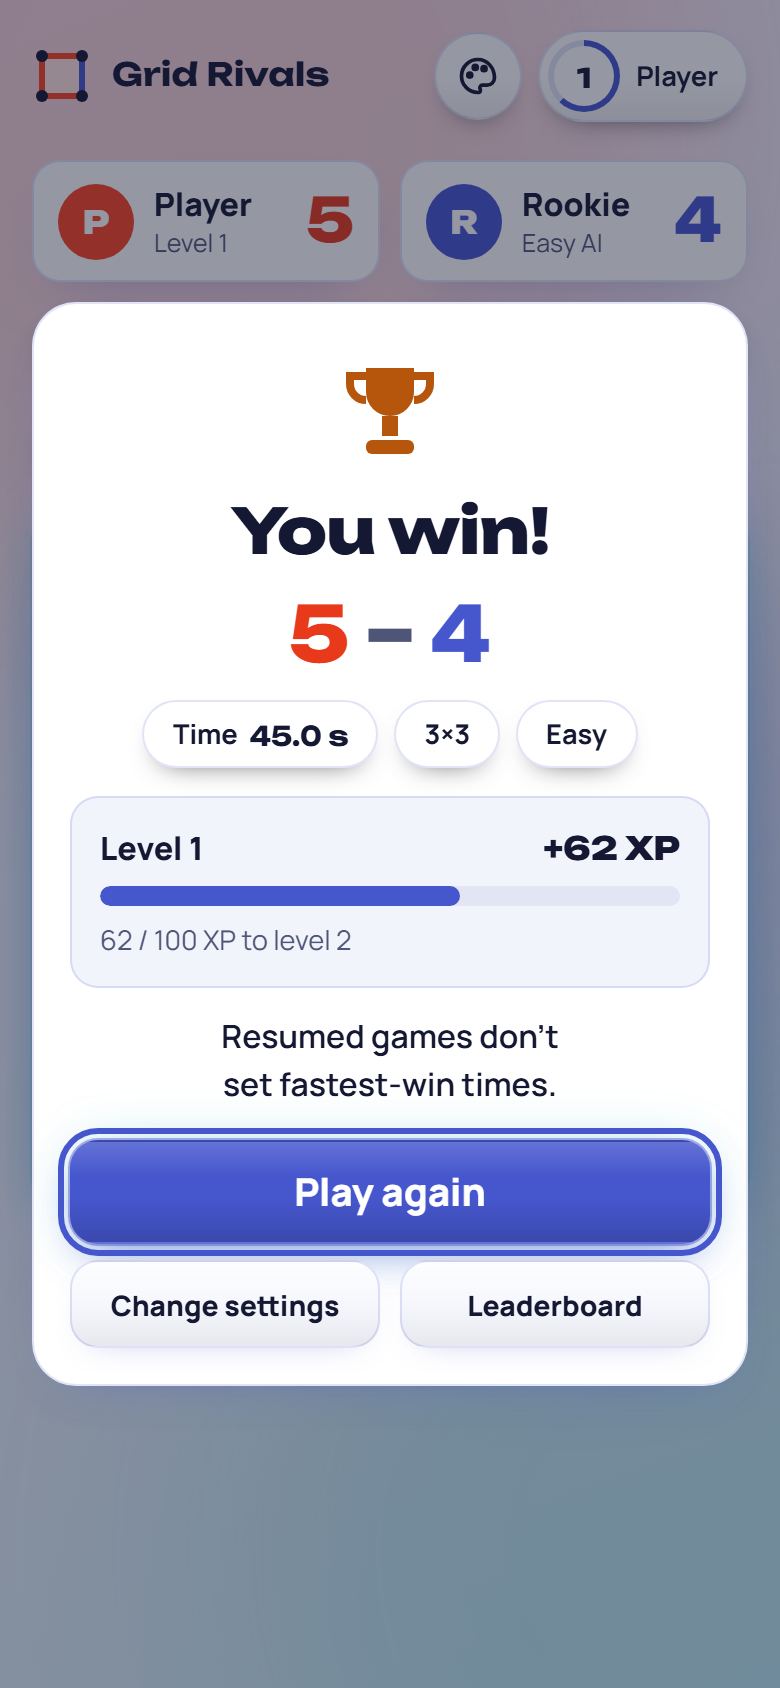 Grid Rivals
1 Player
P Player 5
Level 1
R Rookie 4
Easy AI
You win!
5 – 4
Time 45.0 s 3×3 Easy
Level 1 +62 XP
62 / 100 XP to level 2
Resumed games don’t
set fastest-win times.
Play again
Change settings Leaderboard